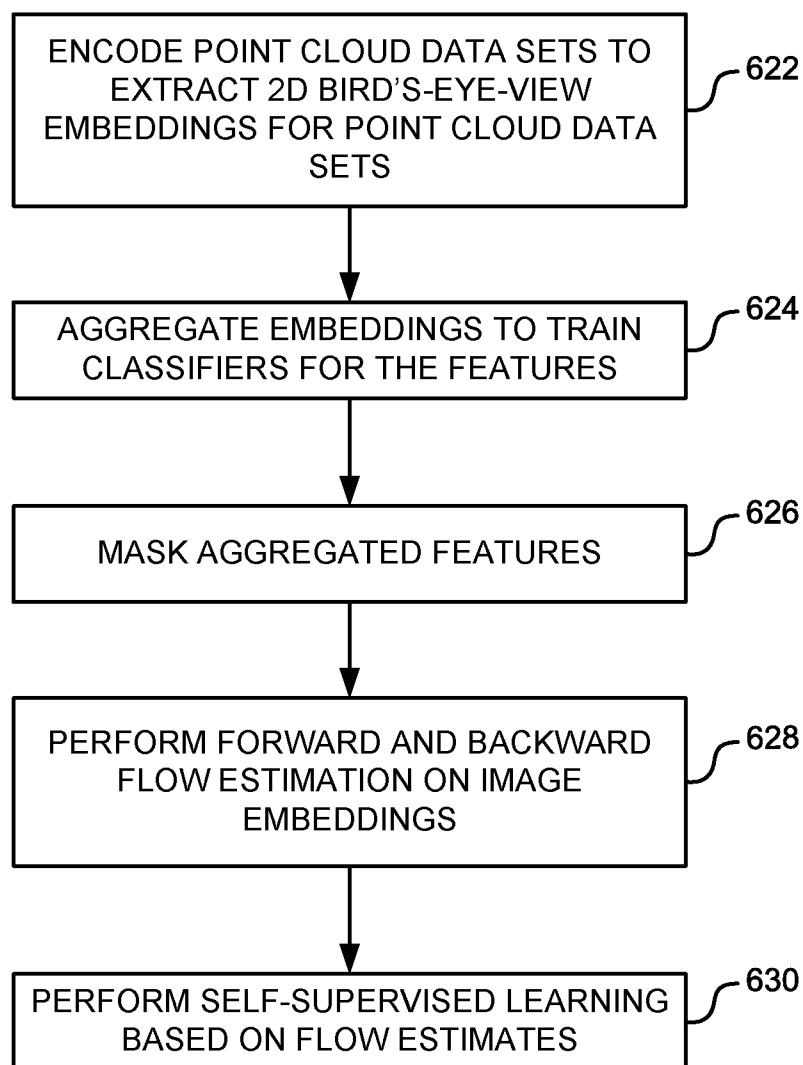 ENCODE POINT CLOUD DATA SETS TO
EXTRACT 2D BIRD'S-EYE-VIEW
EMBEDDINGS FOR POINT CLOUD DATA
SETS
622
AGGREGATE EMBEDDINGS TO TRAIN
CLASSIFIERS FOR THE FEATURES
624
MASK AGGREGATED FEATURES
626
PERFORM FORWARD AND BACKWARD
FLOW ESTIMATION ON IMAGE
EMBEDDINGS
628
PERFORM SELF-SUPERVISED LEARNING
BASED ON FLOW ESTIMATES
630